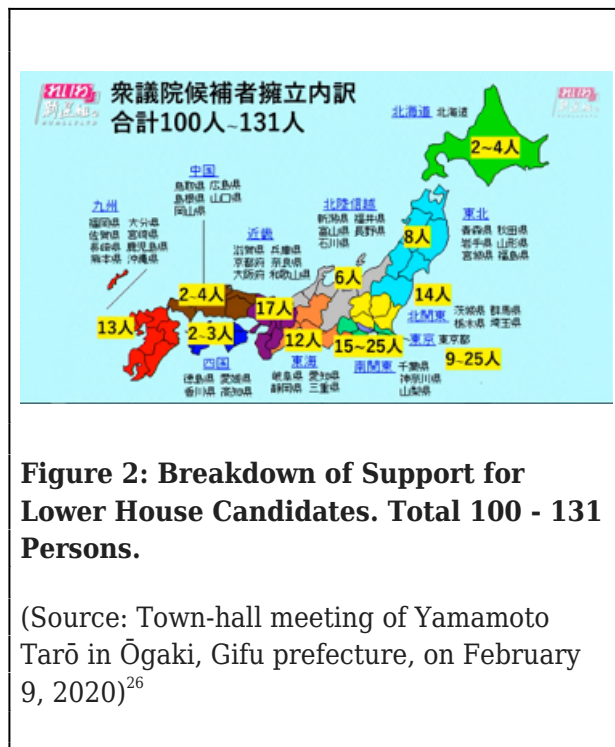 れいわ新選組
衆議院候補者擁立内訳
合計100人~131人
北海道 北海道
2~4人
中国
鳥取県 広島県
島根県 山口県
岡山県
九州
福岡県 大分県
佐賀県 宮崎県
長崎県 鹿児島県
熊本県 沖縄県
北陸信越
新潟県 福井県
富山県 長野県
石川県
東北
青森県 秋田県
岩手県 山形県
宮城県 福島県
8人
近畿
滋賀県 兵庫県
京都府 奈良県
大阪府 和歌山県
6人
2~4人
17人
14人
北関東 茨城県 群馬県
栃木県 埼玉県
13人
2~3人
12人
15~25人
東京 東京都
9~25人
四国
徳島県 愛媛県
香川県 高知県
東海
岐阜県 愛知県
静岡県 三重県
南関東 千葉県
神奈川県
山梨県
Figure 2: Breakdown of Support for
Lower House Candidates. Total 100 - 131
Persons.
(Source: Town-hall meeting of Yamamoto
Tarō in Ōgaki, Gifu prefecture, on February
9, 2020)26